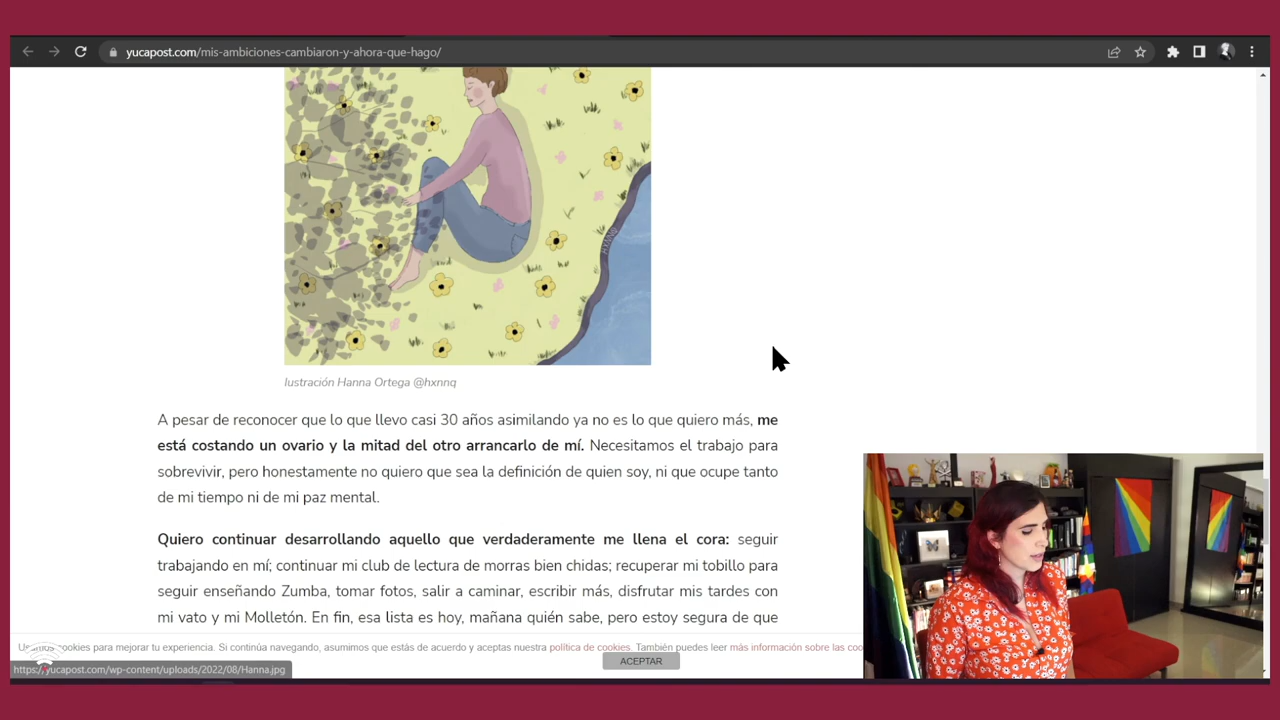 yucapost.com/mis-ambiciones-cambiaron-y-ahora-que-hago/
HXNNQ
lustración Hanna Ortega @hxnnq
A pesar de reconocer que lo que llevo casi 30 años asimilando ya no es lo que quiero más, me
está costando un ovario y la mitad del otro arrancarlo de mí. Necesitamos el trabajo para
sobrevivir, pero honestamente no quiero que sea la definición de quien soy, ni que ocupe tanto
de mi tiempo ni de mi paz mental.
Quiero continuar desarrollando aquello que verdaderamente me llena el cora: seguir
trabajando en mí; continuar mi club de lectura de morras bien chidas; recuperar mi tobillo para
seguir enseñando Zumba, tomar fotos, salir a caminar, escribir más, disfrutar mis tardes con
mi vato y mi Molletón. En fin, esa lista es hoy, mañana quién sabe, pero estoy segura de que
cookies para mejorar tu experiencia. Si continúa navegando, asumimos que estás de acuerdo y aceptas nuestra política de cookies. También puedes leer más información sobre las coo
ACEPTAR
https://yucapost.com/wp-content/uploads/2022/08/Hanna.jpg